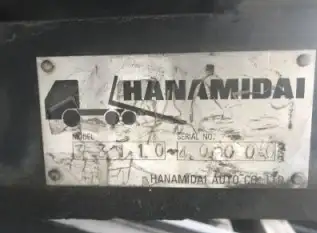 HANAMIDAI
MODEL SERIAL NO.
HANAMIDAI AUTO CO. LTD.